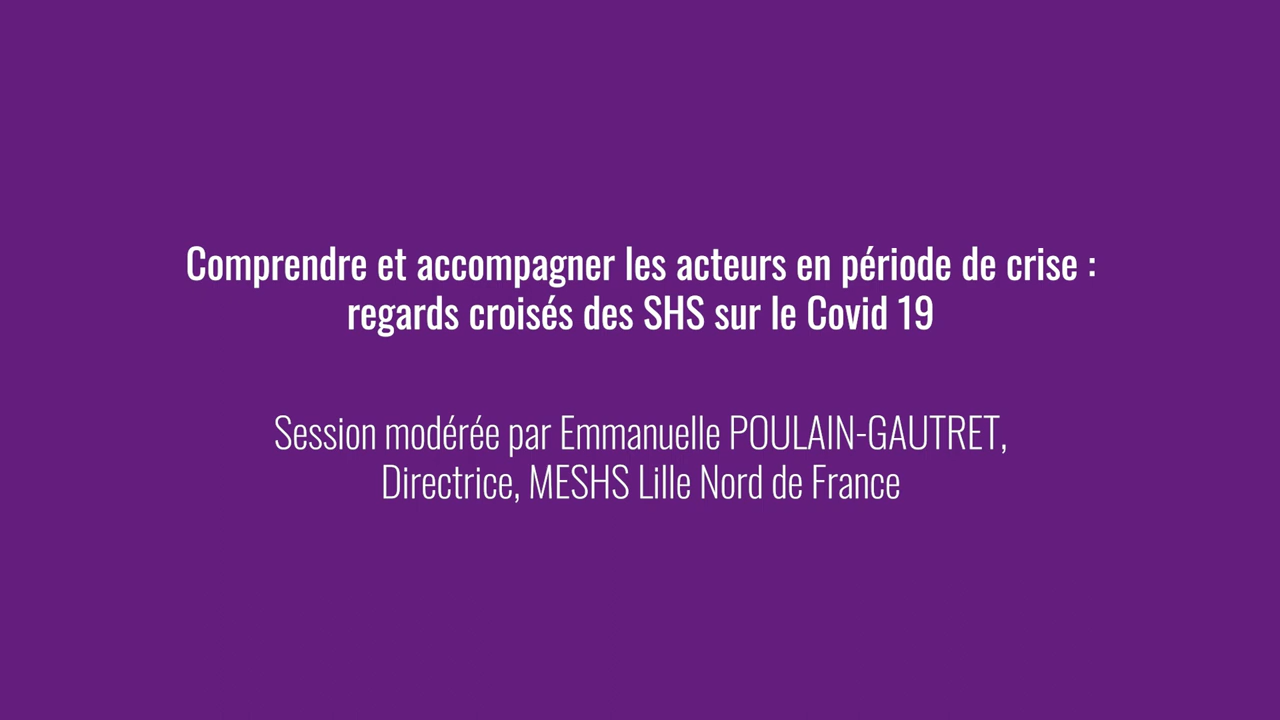 Comprendre et accompagner les acteurs en période de crise :
regards croisés des SHS sur le Covid 19
Session modérée par Emmanuelle POULAIN-GAUTRET,
Directrice, MESHS Lille Nord de France